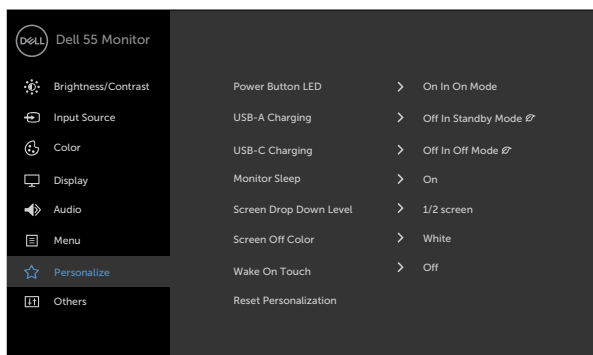 DELL Dell 55 Monitor
Brightness/Contrast
Input Source
Color
Display
Audio
Menu
Personalize
Others
Power Button LED On In On Mode
USB-A Charging Off In Standby Mode
USB-C Charging Off In Off Mode
Monitor Sleep On
Screen Drop Down Level 1/2 screen
Screen Off Color White
Wake On Touch Off
Reset Personalization